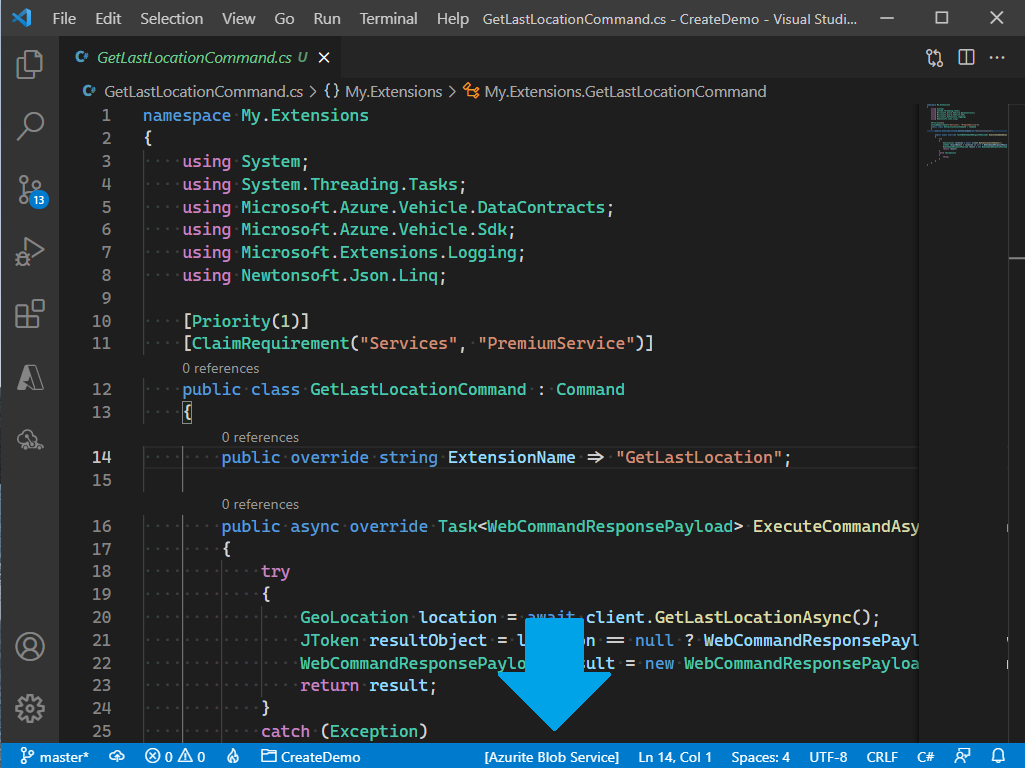 File Edit Selection View Go Run Terminal Help GetLastLocationCommand.cs - CreateDemo - Visual Studi...
GetLastLocationCommand.cs U
GetLastLocationCommand.cs > {} My.Extensions > My.Extensions.GetLastLocationCommand
1 namespace My.Extensions
2 {
3 using System;
4 using System.Threading.Tasks;
5 using Microsoft.Azure.Vehicle.DataContracts;
6 using Microsoft.Azure.Vehicle.Sdk;
7 using Microsoft.Extensions.Logging;
8 using Newtonsoft.Json.Linq;
9
10 [Priority(1)]
11 [ClaimRequirement("Services", "PremiumService")]
0 references
12 public class GetLastLocationCommand : Command
13 {
0 references
14 public override string ExtensionName => "GetLastLocation";
15
0 references
16 public async override Task<WebCommandResponsePayload> ExecuteCommandAsy
17 {
18 try
19 {
20 GeoLocation location = await client.GetLastLocationAsync();
21 JToken resultObject = == null ? WebCommandResponsePayl
22 WebCommandResponsePaylo = new WebCommandResponsePayloa
23 return result;
24 }
25 catch (Exception)
13
master* 0 0 CreateDemo [Azurite Blob Service] Ln 14, Col 1 Spaces: 4 UTF-8 CRLF C#